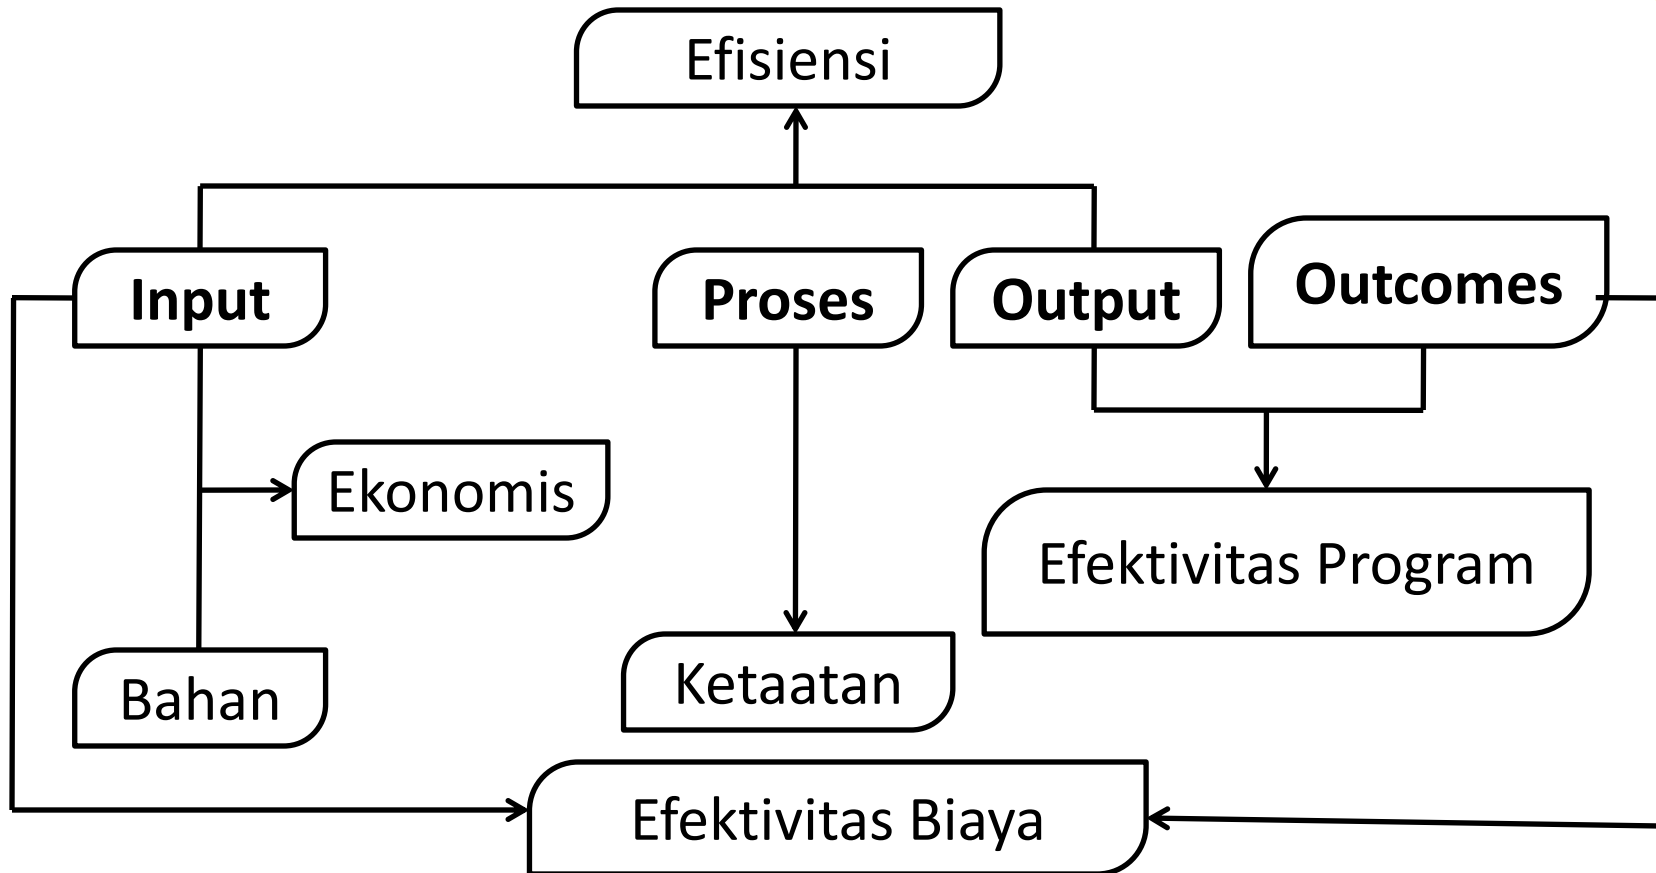 Efisiensi
Input
Proses
Output
Outcomes
Ekonomis
Efektivitas Program
Bahan
Ketaatan
Efektivitas Biaya